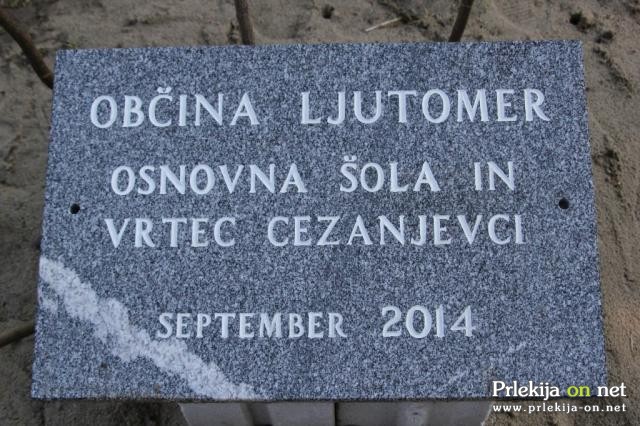 OBČINA LJUTOMER
OSNOVNA ŠOLA IN
VRTEC CEZANJEVCI
SEPTEMBER 2014
Prlekija on net
www.prlekija-on.net